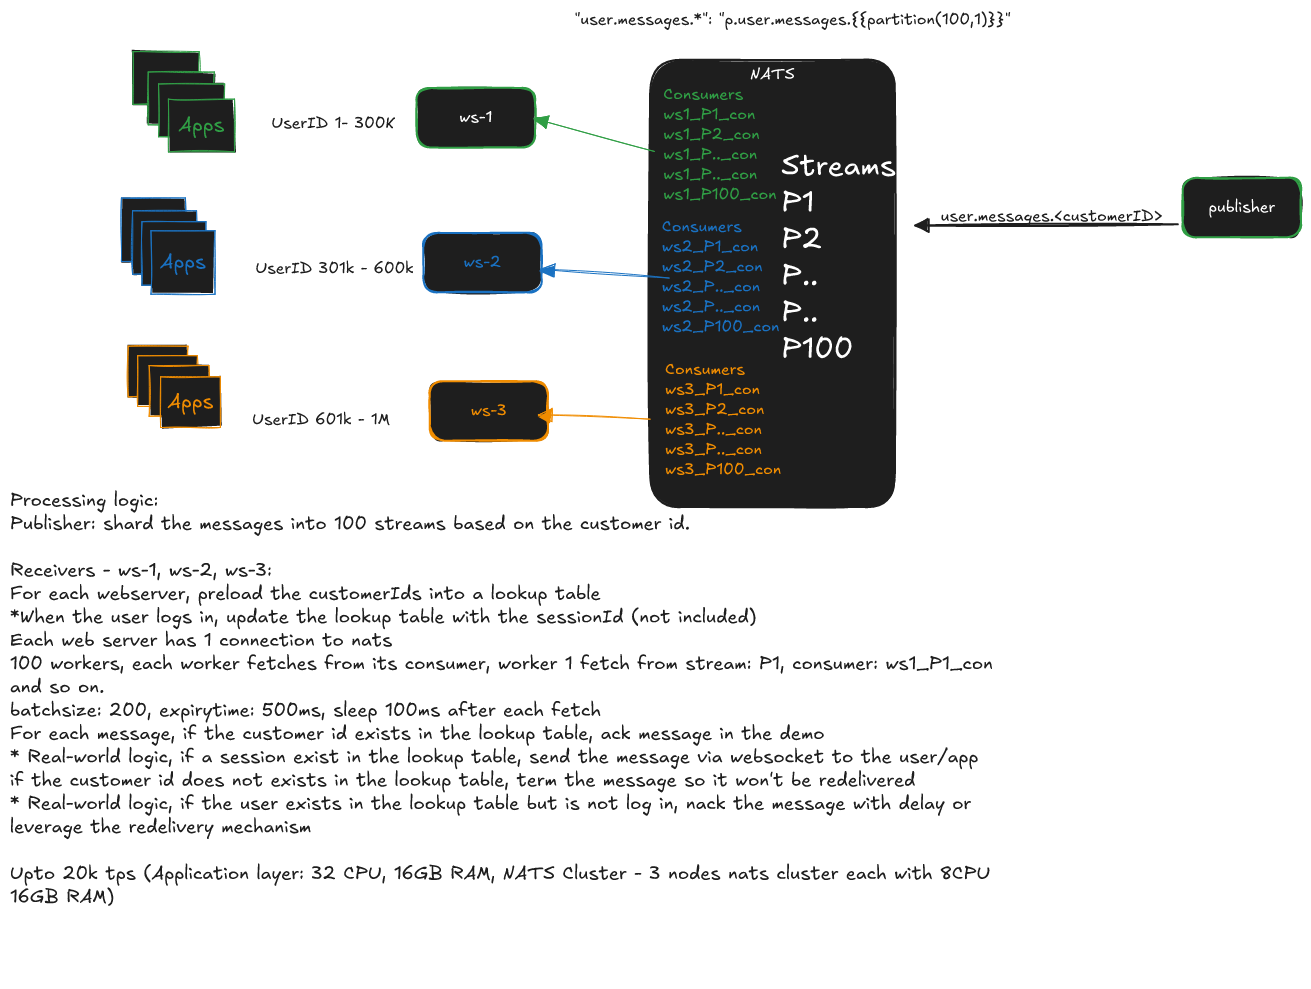 "user.messages.*": "p.user.messages.{{partition(100,1)}}"
Apps
UserID 1- 300K
ws-1
Apps
UserID 301k - 600k
ws-2
Apps
UserID 601k - 1M
ws-3
NATS
Consumers
ws1_P1_con
ws1_P2_con
ws1_P.._con
ws1_P.._con
ws1_P100_con
Consumers
ws2_P1_con
ws2_P2_con
ws2_P.._con
ws2_P.._con
ws2_P100_con
Consumers
ws3_P1_con
ws3_P2_con
ws3_P.._con
ws3_P.._con
ws3_P100_con
Streams
P1
P2
P..
P..
P100
user.messages.<customerID>
publisher
Processing logic:
Publisher: shard the messages into 100 streams based on the customer id.
Receivers - ws-1, ws-2, ws-3:
For each webserver, preload the customerIds into a lookup table
*When the user logs in, update the lookup table with the sessionId (not included)
Each web server has 1 connection to nats
100 workers, each worker fetches from its consumer, worker 1 fetch from stream: P1, consumer: ws1_P1_con
and so on.
batchsize: 200, expirytime: 500ms, sleep 100ms after each fetch
For each message, if the customer id exists in the lookup table, ack message in the demo
* Real-world logic, if a session exist in the lookup table, send the message via websocket to the user/app
if the customer id does not exists in the lookup table, term the message so it won't be redelivered
* Real-world logic, if the user exists in the lookup table but is not log in, nack the message with delay or
leverage the redelivery mechanism
Upto 20k tps (Application layer: 32 CPU, 16GB RAM, NATS Cluster - 3 nodes nats cluster each with 8CPU
16GB RAM)